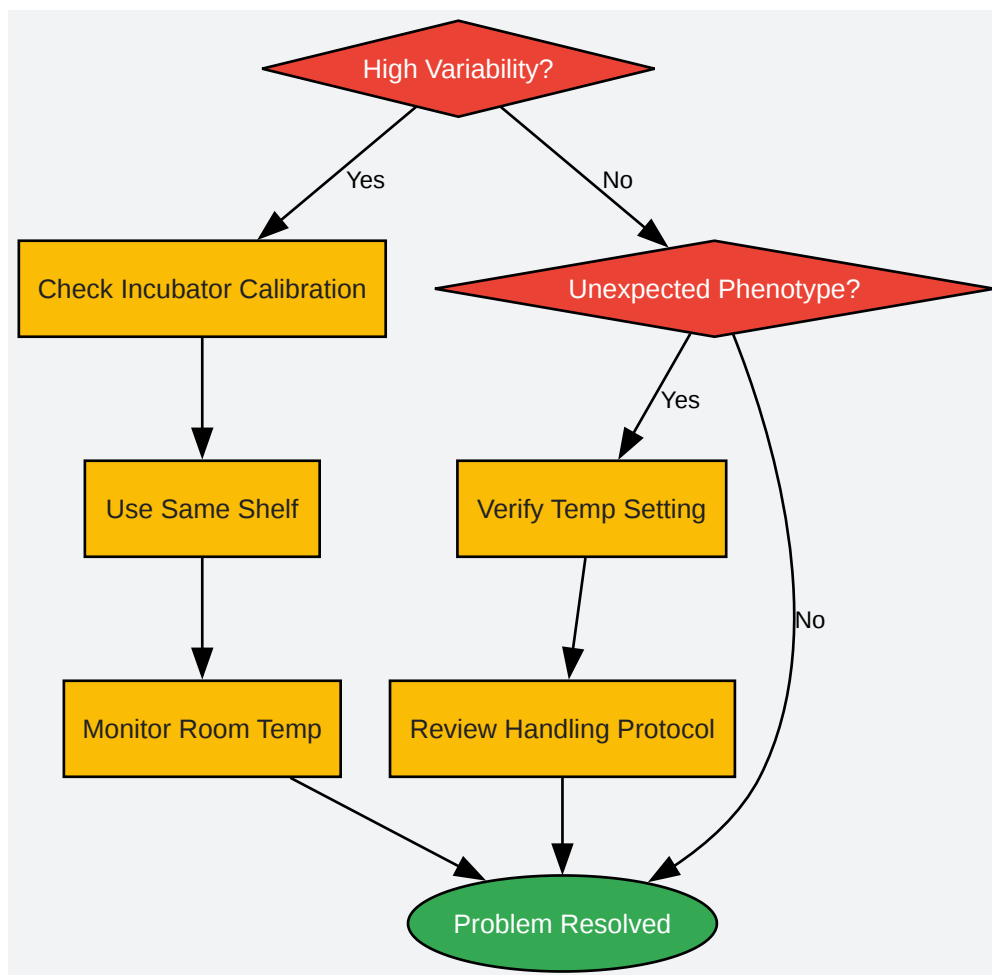 High Variability?
Yes
No
Check Incubator Calibration
Unexpected Phenotype?
Yes
Use Same Shelf
Verify Temp Setting
No
Monitor Room Temp
Review Handling Protocol
Problem Resolved